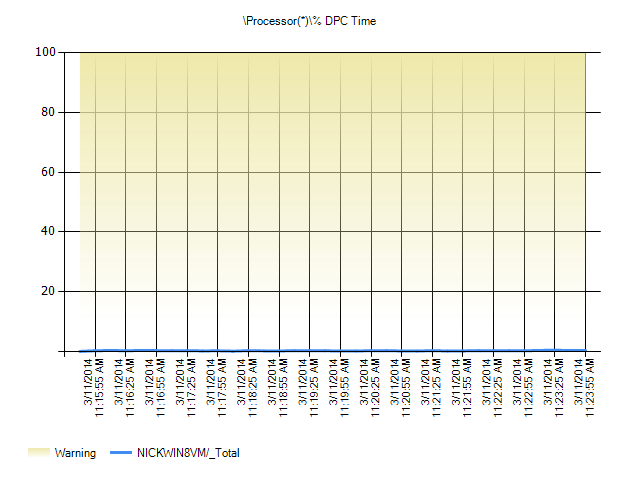 \Processor(*)\% DPC Time
100
80
60
40
20
3/11/2014
11:15:55 AM
3/11/2014
11:16:25 AM
3/11/2014
11:16:55 AM
3/11/2014
11:17:25 AM
3/11/2014
11:17:55 AM
3/11/2014
11:18:25 AM
3/11/2014
11:18:55 AM
3/11/2014
11:19:25 AM
3/11/2014
11:19:55 AM
3/11/2014
11:20:25 AM
3/11/2014
11:20:55 AM
3/11/2014
11:21:25 AM
3/11/2014
11:21:55 AM
3/11/2014
11:22:25 AM
3/11/2014
11:22:55 AM
3/11/2014
11:23:25 AM
3/11/2014
11:23:55 AM
Warning
NICKWIN8VM/_Total